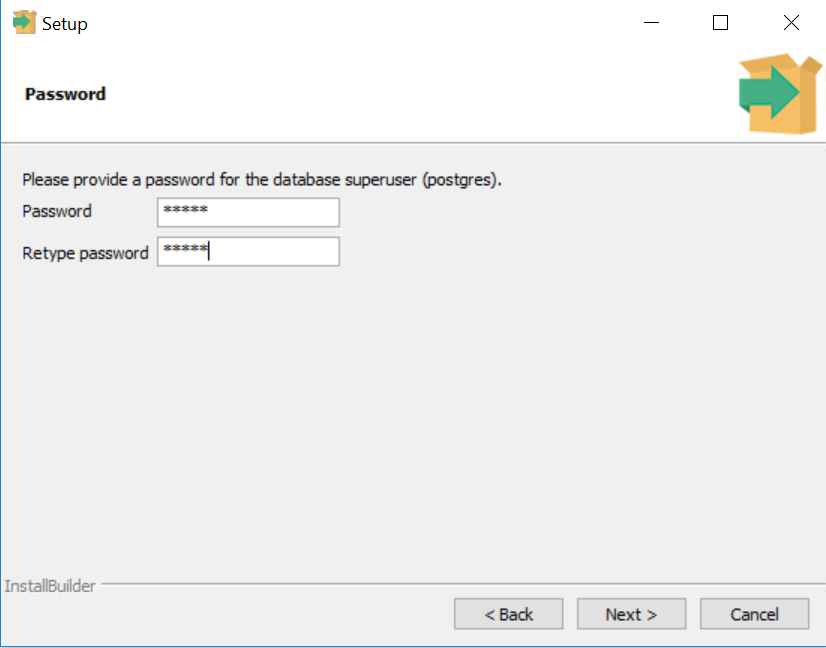 Setup
Password
Please provide a password for the database superuser (postgres).
Password *****
Retype password *****
InstallBuilder
< Back Next > Cancel